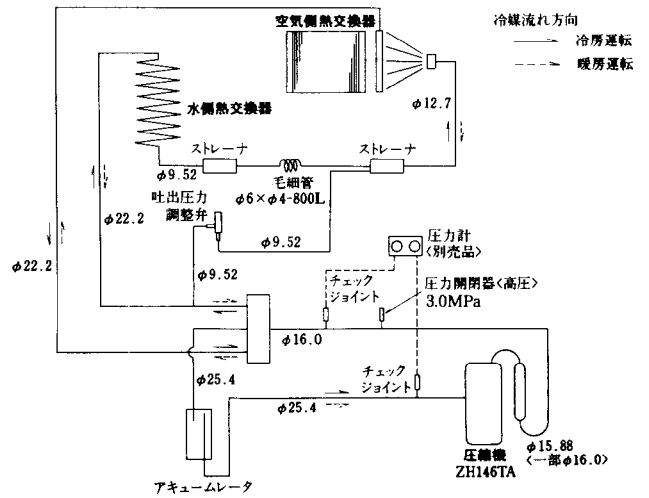 空気側熱交換器
冷媒流れ方向
冷房運転
暖房運転
φ12.7
水側熱交換器
ストレーナ
ストレーナ
φ9.52
毛細管
φ6×φ4-800L
吐出圧力
調整弁
φ22.2
φ9.52
圧力計
〈別売品〉
φ22.2
φ9.52
チェック
ジョイント
圧力開閉器〈高圧〉
3.0MPa
φ16.0
φ25.4
チェック
ジョイント
φ25.4
φ15.88
〈一部φ16.0〉
圧縮機
ZH146TA
アキュームレータ